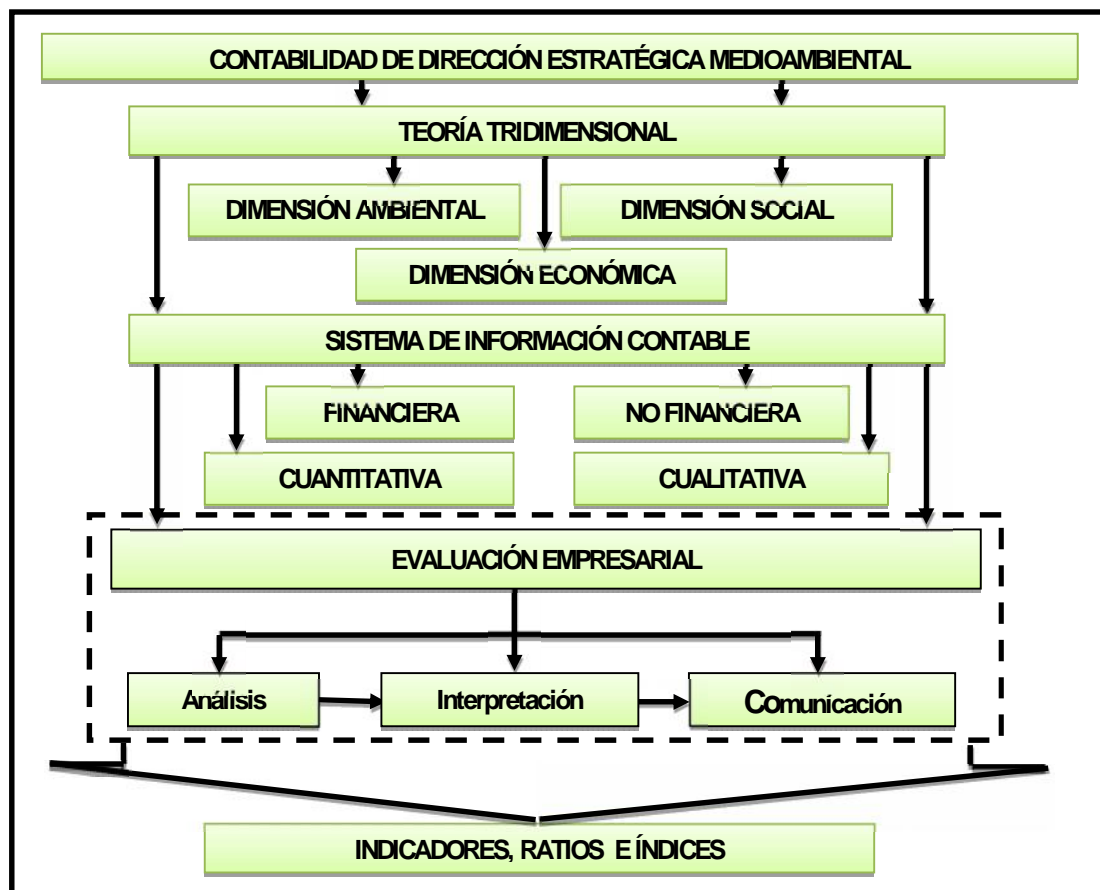 CONTABILIDAD DE DIRECCIÓN ESTRATÉGICA MEDIOAMBIENTAL
TEORÍA TRIDIMENSIONAL
DIMENSIÓN AMBIENTAL
DIMENSIÓN SOCIAL
DIMENSIÓN ECONÓMICA
SISTEMA DE INFORMACIÓN CONTABLE
FINANCIERA
NO FINANCIERA
CUANTITATIVA
CUALITATIVA
EVALUACIÓN EMPRESARIAL
Análisis
Interpretación
Comunicación
INDICADORES, RATIOS E ÍNDICES